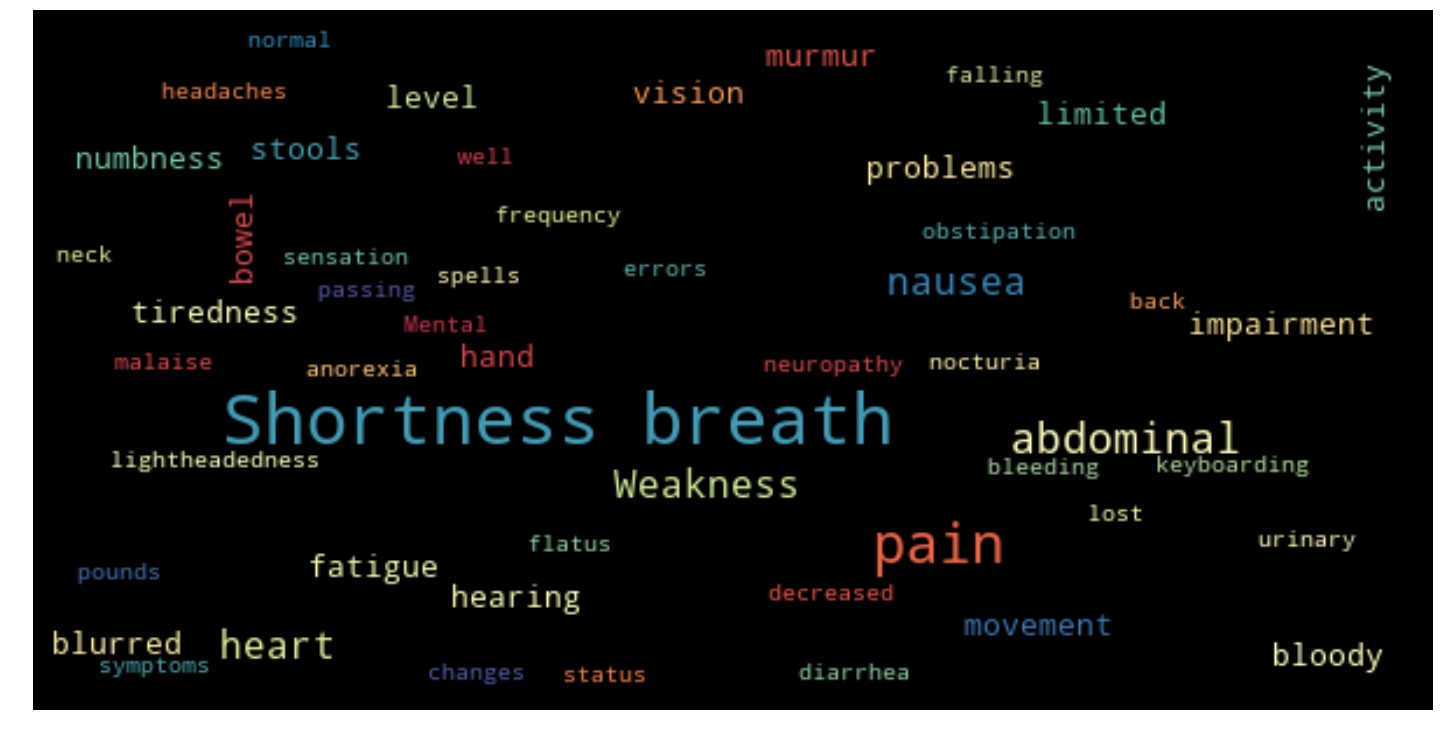 normal
murmur
falling
activity
headaches
level
vision
limited
numbness
stools
well
problems
bowel
frequency
obstipation
neck
sensation
spells
errors
nausea
passing
back
tiredness
Mental
impairment
malaise
anorexia
hand
neuropathy
nocturia
Shortness breath
abdominal
lightheadedness
bleeding
keyboarding
Weakness
lost
pain
urinary
flatus
pounds
fatigue
hearing
decreased
movement
blurred
heart
bloody
symptoms
changes
status
diarrhea